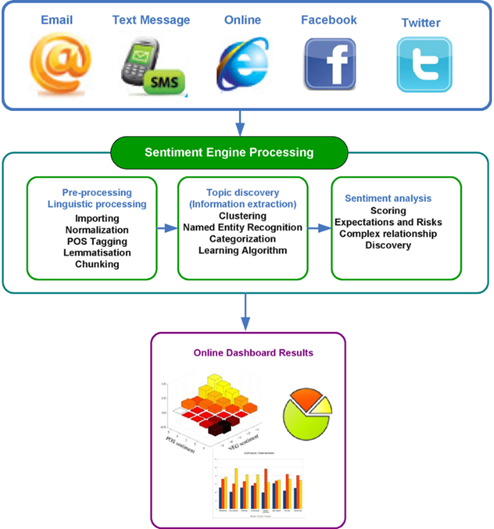 Email Text Message Online Facebook Twitter
SMS
Sentiment Engine Processing
Pre-processing
Linguistic processing
Importing
Normalization
POS Tagging
Lemmatisation
Chunking
Topic discovery
(Information extraction)
Clustering
Named Entity Recognition
Categorization
Learning Algorithm
Sentiment analysis
Scoring
Expectations and Risks
Complex relationship
Discovery
Online Dashboard Results
POS sentiment
NEG sentiment